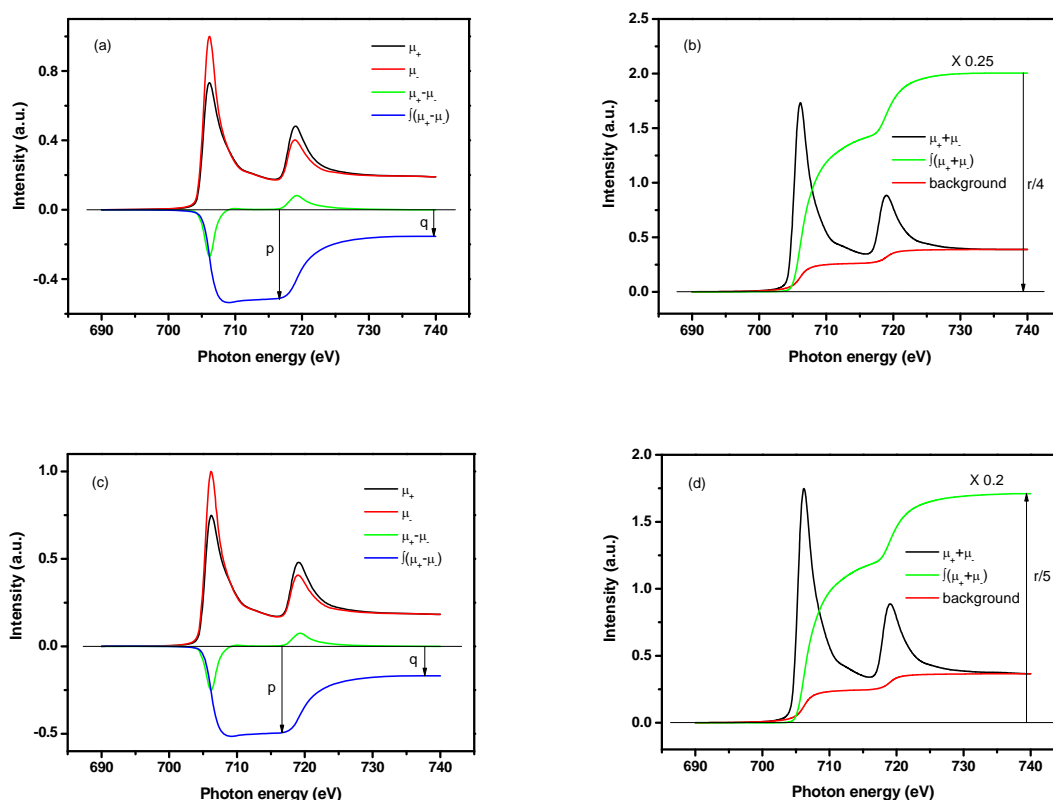 (a)
μ₊
μ₋
μ₊-μ₋
∫(μ₊-μ₋)
p
q
Intensity (a.u.)
0.8
0.4
0.0
-0.4
690 700 710 720 730 740
Photon energy (eV)
(b)
X 0.25
μ₊+μ₋
∫(μ₊+μ₋)
background
r/4
Intensity (a.u.)
2.5
2.0
1.5
1.0
0.5
0.0
690 700 710 720 730 740
Photon energy (eV)
(c)
μ₊
μ₋
μ₊-μ₋
∫(μ₊-μ₋)
p
q
Intensity (a.u.)
1.0
0.5
0.0
-0.5
690 700 710 720 730 740
Photon energy (eV)
(d)
X 0.2
μ₊+μ₋
∫(μ₊+μ₋)
background
r/5
Intensity (a.u.)
2.0
1.5
1.0
0.5
0.0
690 700 710 720 730 740
Photon energy (eV)